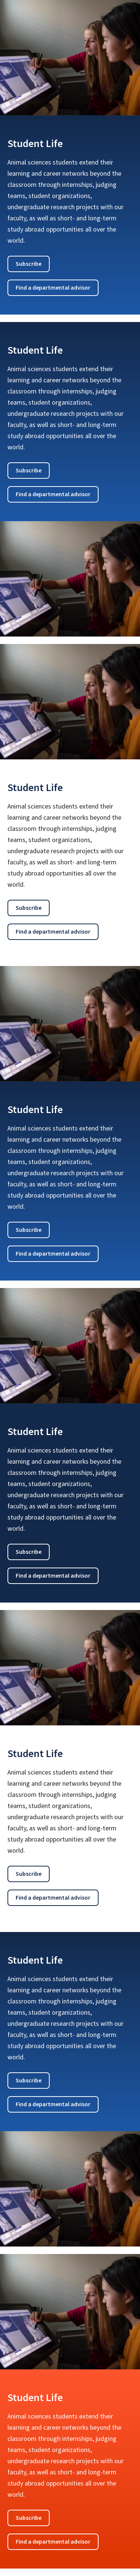 Student Life
Animal sciences students extend their
learning and career networks beyond the
classroom through internships, judging
teams, student organizations,
undergraduate research projects with our
faculty, as well as short- and long-term
study abroad opportunities all over the
world.
Subscribe
Find a departmental advisor
Student Life
Animal sciences students extend their
learning and career networks beyond the
classroom through internships, judging
teams, student organizations,
undergraduate research projects with our
faculty, as well as short- and long-term
study abroad opportunities all over the
world.
Subscribe
Find a departmental advisor
Student Life
Animal sciences students extend their
learning and career networks beyond the
classroom through internships, judging
teams, student organizations,
undergraduate research projects with our
faculty, as well as short- and long-term
study abroad opportunities all over the
world.
Subscribe
Find a departmental advisor
Student Life
Animal sciences students extend their
learning and career networks beyond the
classroom through internships, judging
teams, student organizations,
undergraduate research projects with our
faculty, as well as short- and long-term
study abroad opportunities all over the
world.
Subscribe
Find a departmental advisor
Student Life
Animal sciences students extend their
learning and career networks beyond the
classroom through internships, judging
teams, student organizations,
undergraduate research projects with our
faculty, as well as short- and long-term
study abroad opportunities all over the
world.
Subscribe
Find a departmental advisor
Student Life
Animal sciences students extend their
learning and career networks beyond the
classroom through internships, judging
teams, student organizations,
undergraduate research projects with our
faculty, as well as short- and long-term
study abroad opportunities all over the
world.
Subscribe
Find a departmental advisor
Student Life
Animal sciences students extend their
learning and career networks beyond the
classroom through internships, judging
teams, student organizations,
undergraduate research projects with our
faculty, as well as short- and long-term
study abroad opportunities all over the
world.
Subscribe
Find a departmental advisor
Student Life
Animal sciences students extend their
learning and career networks beyond the
classroom through internships, judging
teams, student organizations,
undergraduate research projects with our
faculty, as well as short- and long-term
study abroad opportunities all over the
world.
Subscribe
Find a departmental advisor